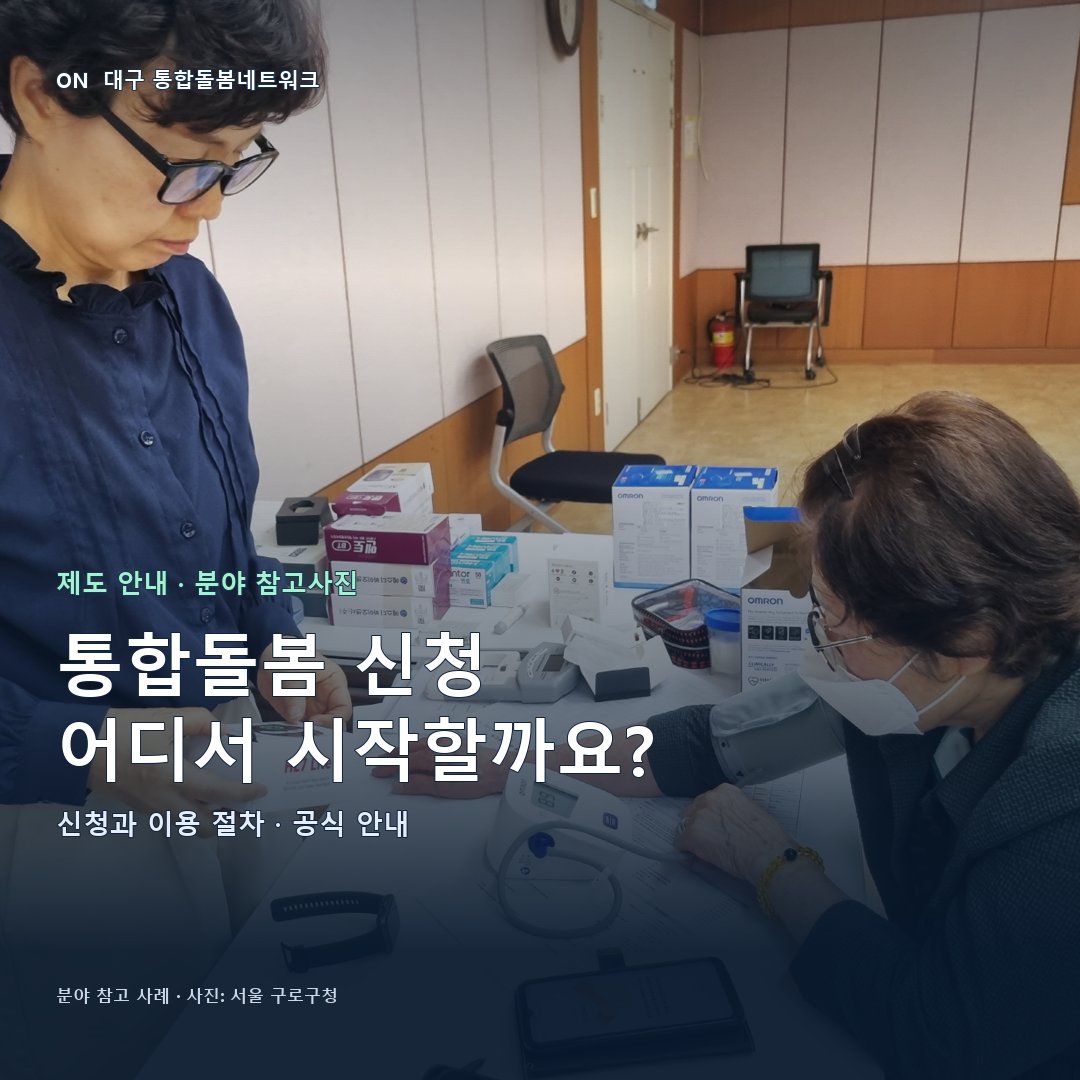 ON 대구 통합돌봄네트워크
OMRON
OMRON
OMRON
제도 안내 · 분야 참고사진
통합돌봄 신청
어디서 시작할까요?
신청과 이용 절차 · 공식 안내
분야 참고 사례 · 사진: 서울 구로구청